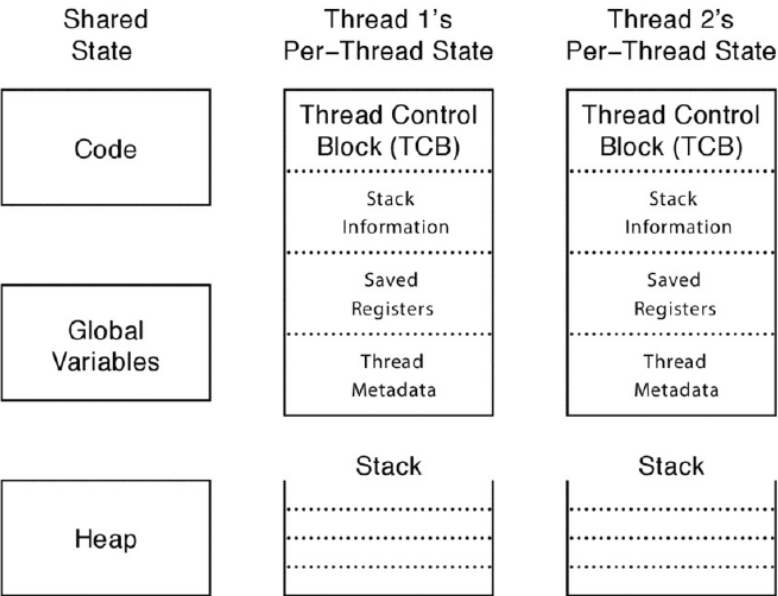 Shared
State
Code
Global
Variables
Heap
Thread 1's
Per–Thread State
Thread Control
Block (TCB)
Stack
Information
Saved
Registers
Thread
Metadata
Stack
Thread 2's
Per–Thread State
Thread Control
Block (TCB)
Stack
Information
Saved
Registers
Thread
Metadata
Stack